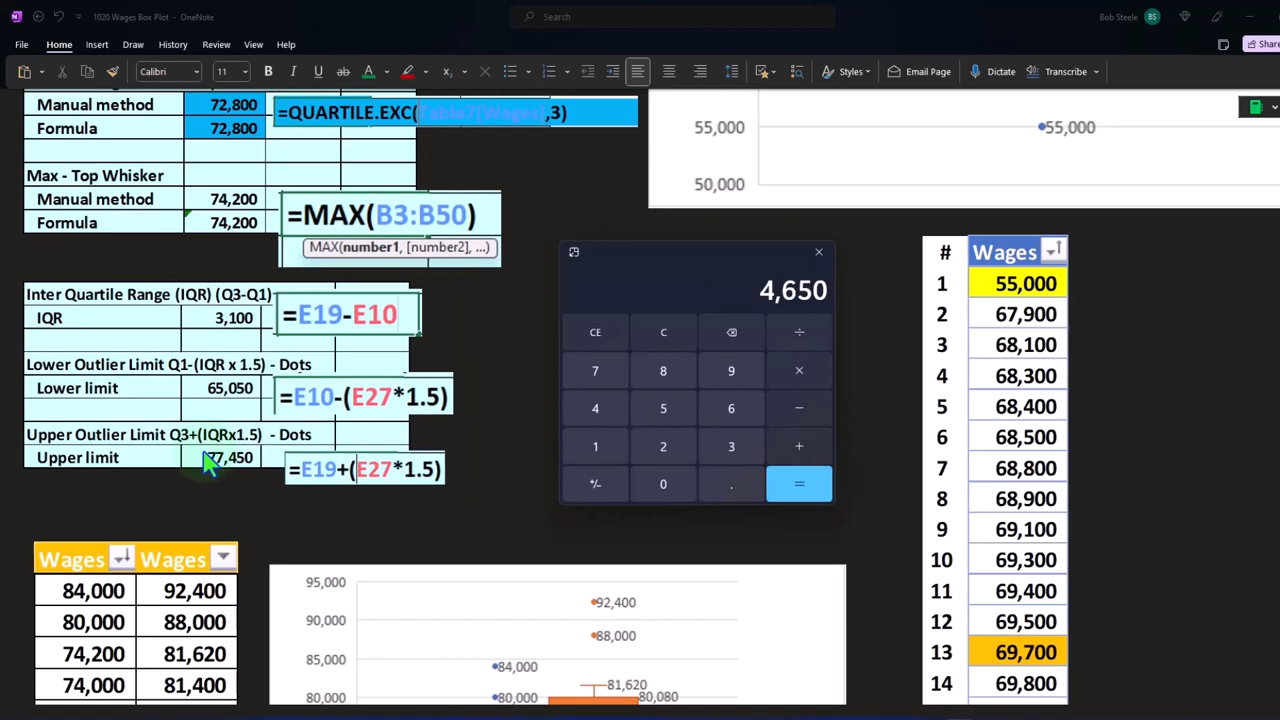 1020 Wages Box Plot - OneNote
Search
Bob Steele
BS
File Home Insert Draw History Review View Help
Share
Calibri 11 B I U ab A x Styles Email Page Dictate Transcribe
Manual method 72,800
=QUARTILE.EXC(Table7[Wages],3)
Formula 72,800
Max - Top Whisker
Manual method 74,200
Formula 74,200
=MAX(B3:B50)
MAX(number1, [number2], ...)
Inter Quartile Range (IQR) (Q3-Q1)
IQR 3,100
=E19-E10
Lower Outlier Limit Q1-(IQR x 1.5) - Dots
Lower limit 65,050
=E10-(E27*1.5)
Upper Outlier Limit Q3+(IQRx1.5) - Dots
Upper limit 77,450
=E19+(E27*1.5)
Wages Wages
84,000 92,400
80,000 88,000
74,200 81,620
74,000 81,400
55,000
55,000
50,000
4,650
CE C ÷
7 8 9 ×
4 5 6 −
1 2 3 +
+/- 0 . =
95,000
90,000
85,000
80,000
92,400
88,000
84,000
81,620
80,000
80,080
# Wages
1 55,000
2 67,900
3 68,100
4 68,300
5 68,400
6 68,500
7 68,800
8 68,900
9 69,100
10 69,300
11 69,400
12 69,500
13 69,700
14 69,800